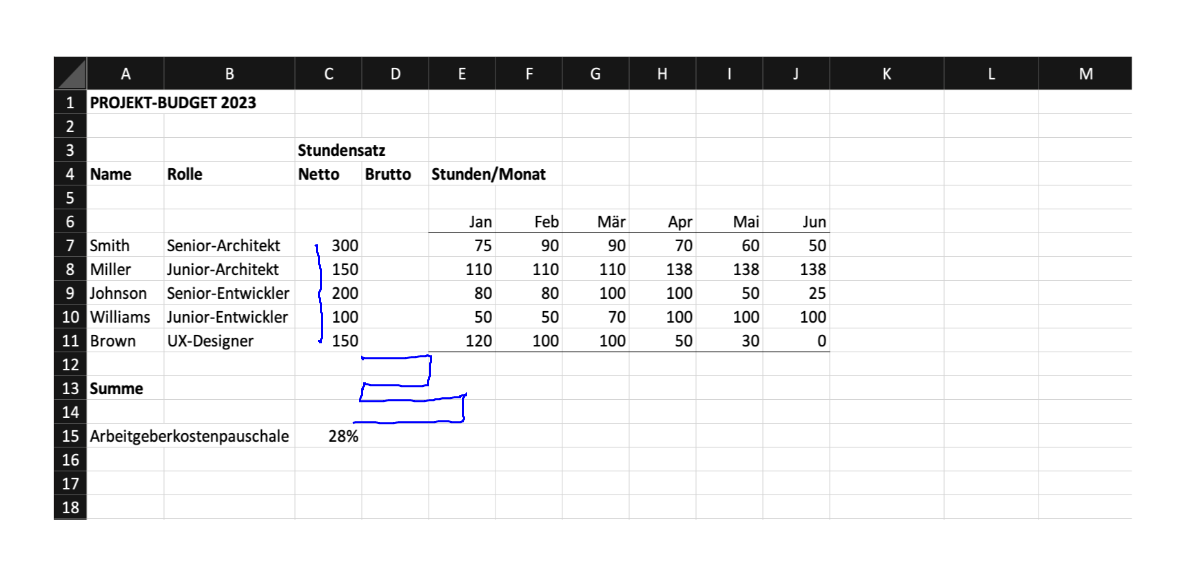 A B C D E F G H I J K L M
1 PROJEKT-BUDGET 2023
2
3 Stundensatz
4 Name Rolle Netto Brutto Stunden/Monat
5
6 Jan Feb Mär Apr Mai Jun
7 Smith Senior-Architekt 300 75 90 90 70 60 50
8 Miller Junior-Architekt 150 110 110 110 138 138 138
9 Johnson Senior-Entwickler 200 80 80 100 100 50 25
10 Williams Junior-Entwickler 100 50 50 70 100 100 100
11 Brown UX-Designer 150 120 100 100 50 30 0
12
13 Summe
14
15 Arbeitgeberkostenpauschale 28%
16
17
18